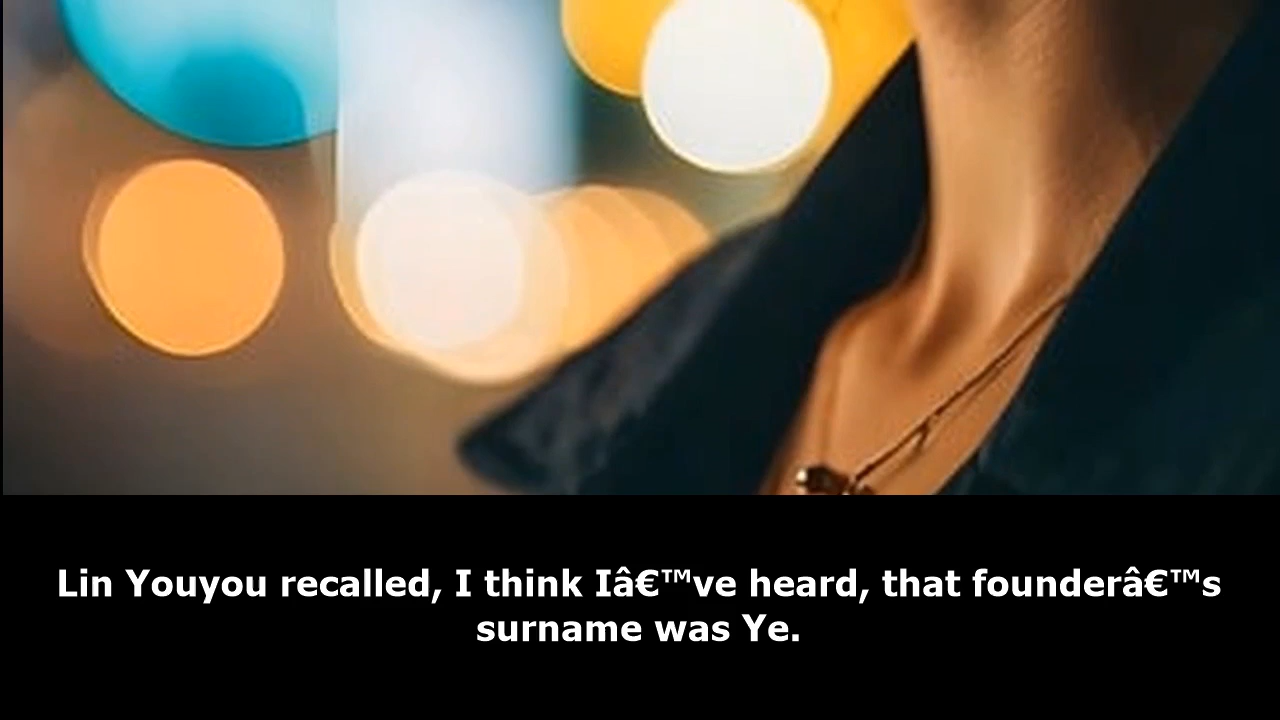 Lin Youyou recalled, I think Iâ€™ve heard, that founderâ€™s
surname was Ye.